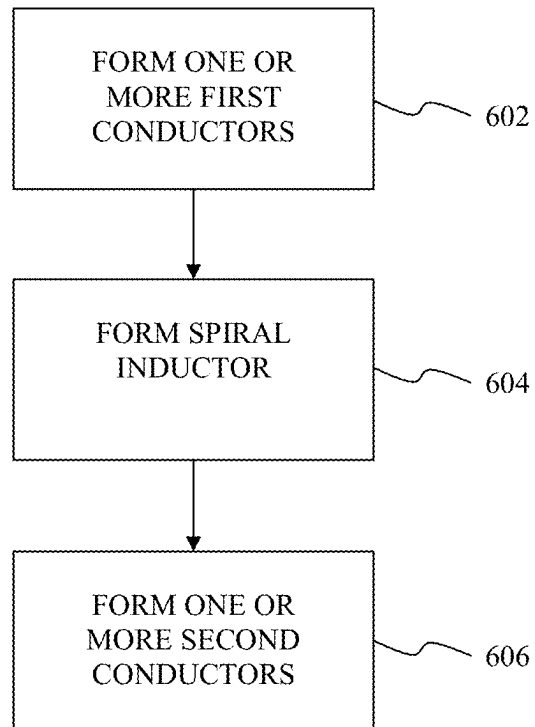 FORM ONE OR
MORE FIRST
CONDUCTORS
602
FORM SPIRAL
INDUCTOR
604
FORM ONE OR
MORE SECOND
CONDUCTORS
606